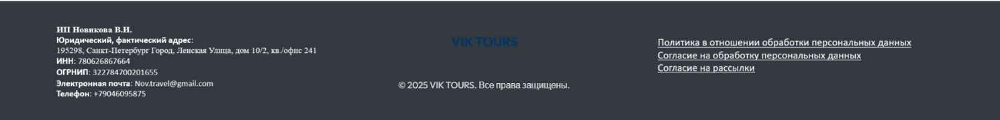 ИП Новикова В.И.
Юридический, фактический адрес:
195298, Санкт-Петербург Город, Ленская Улица, дом 10/2, кв./офис 241
ИНН: 780626867664
ОГРНИП: 322784700201655
Электронная почта: Nov.travel@gmail.com
Телефон: +79046095875
VIK TOURS
© 2025 VIK TOURS. Все права защищены.
Политика в отношении обработки персональных данных
Согласие на обработку персональных данных
Согласие на рассылки